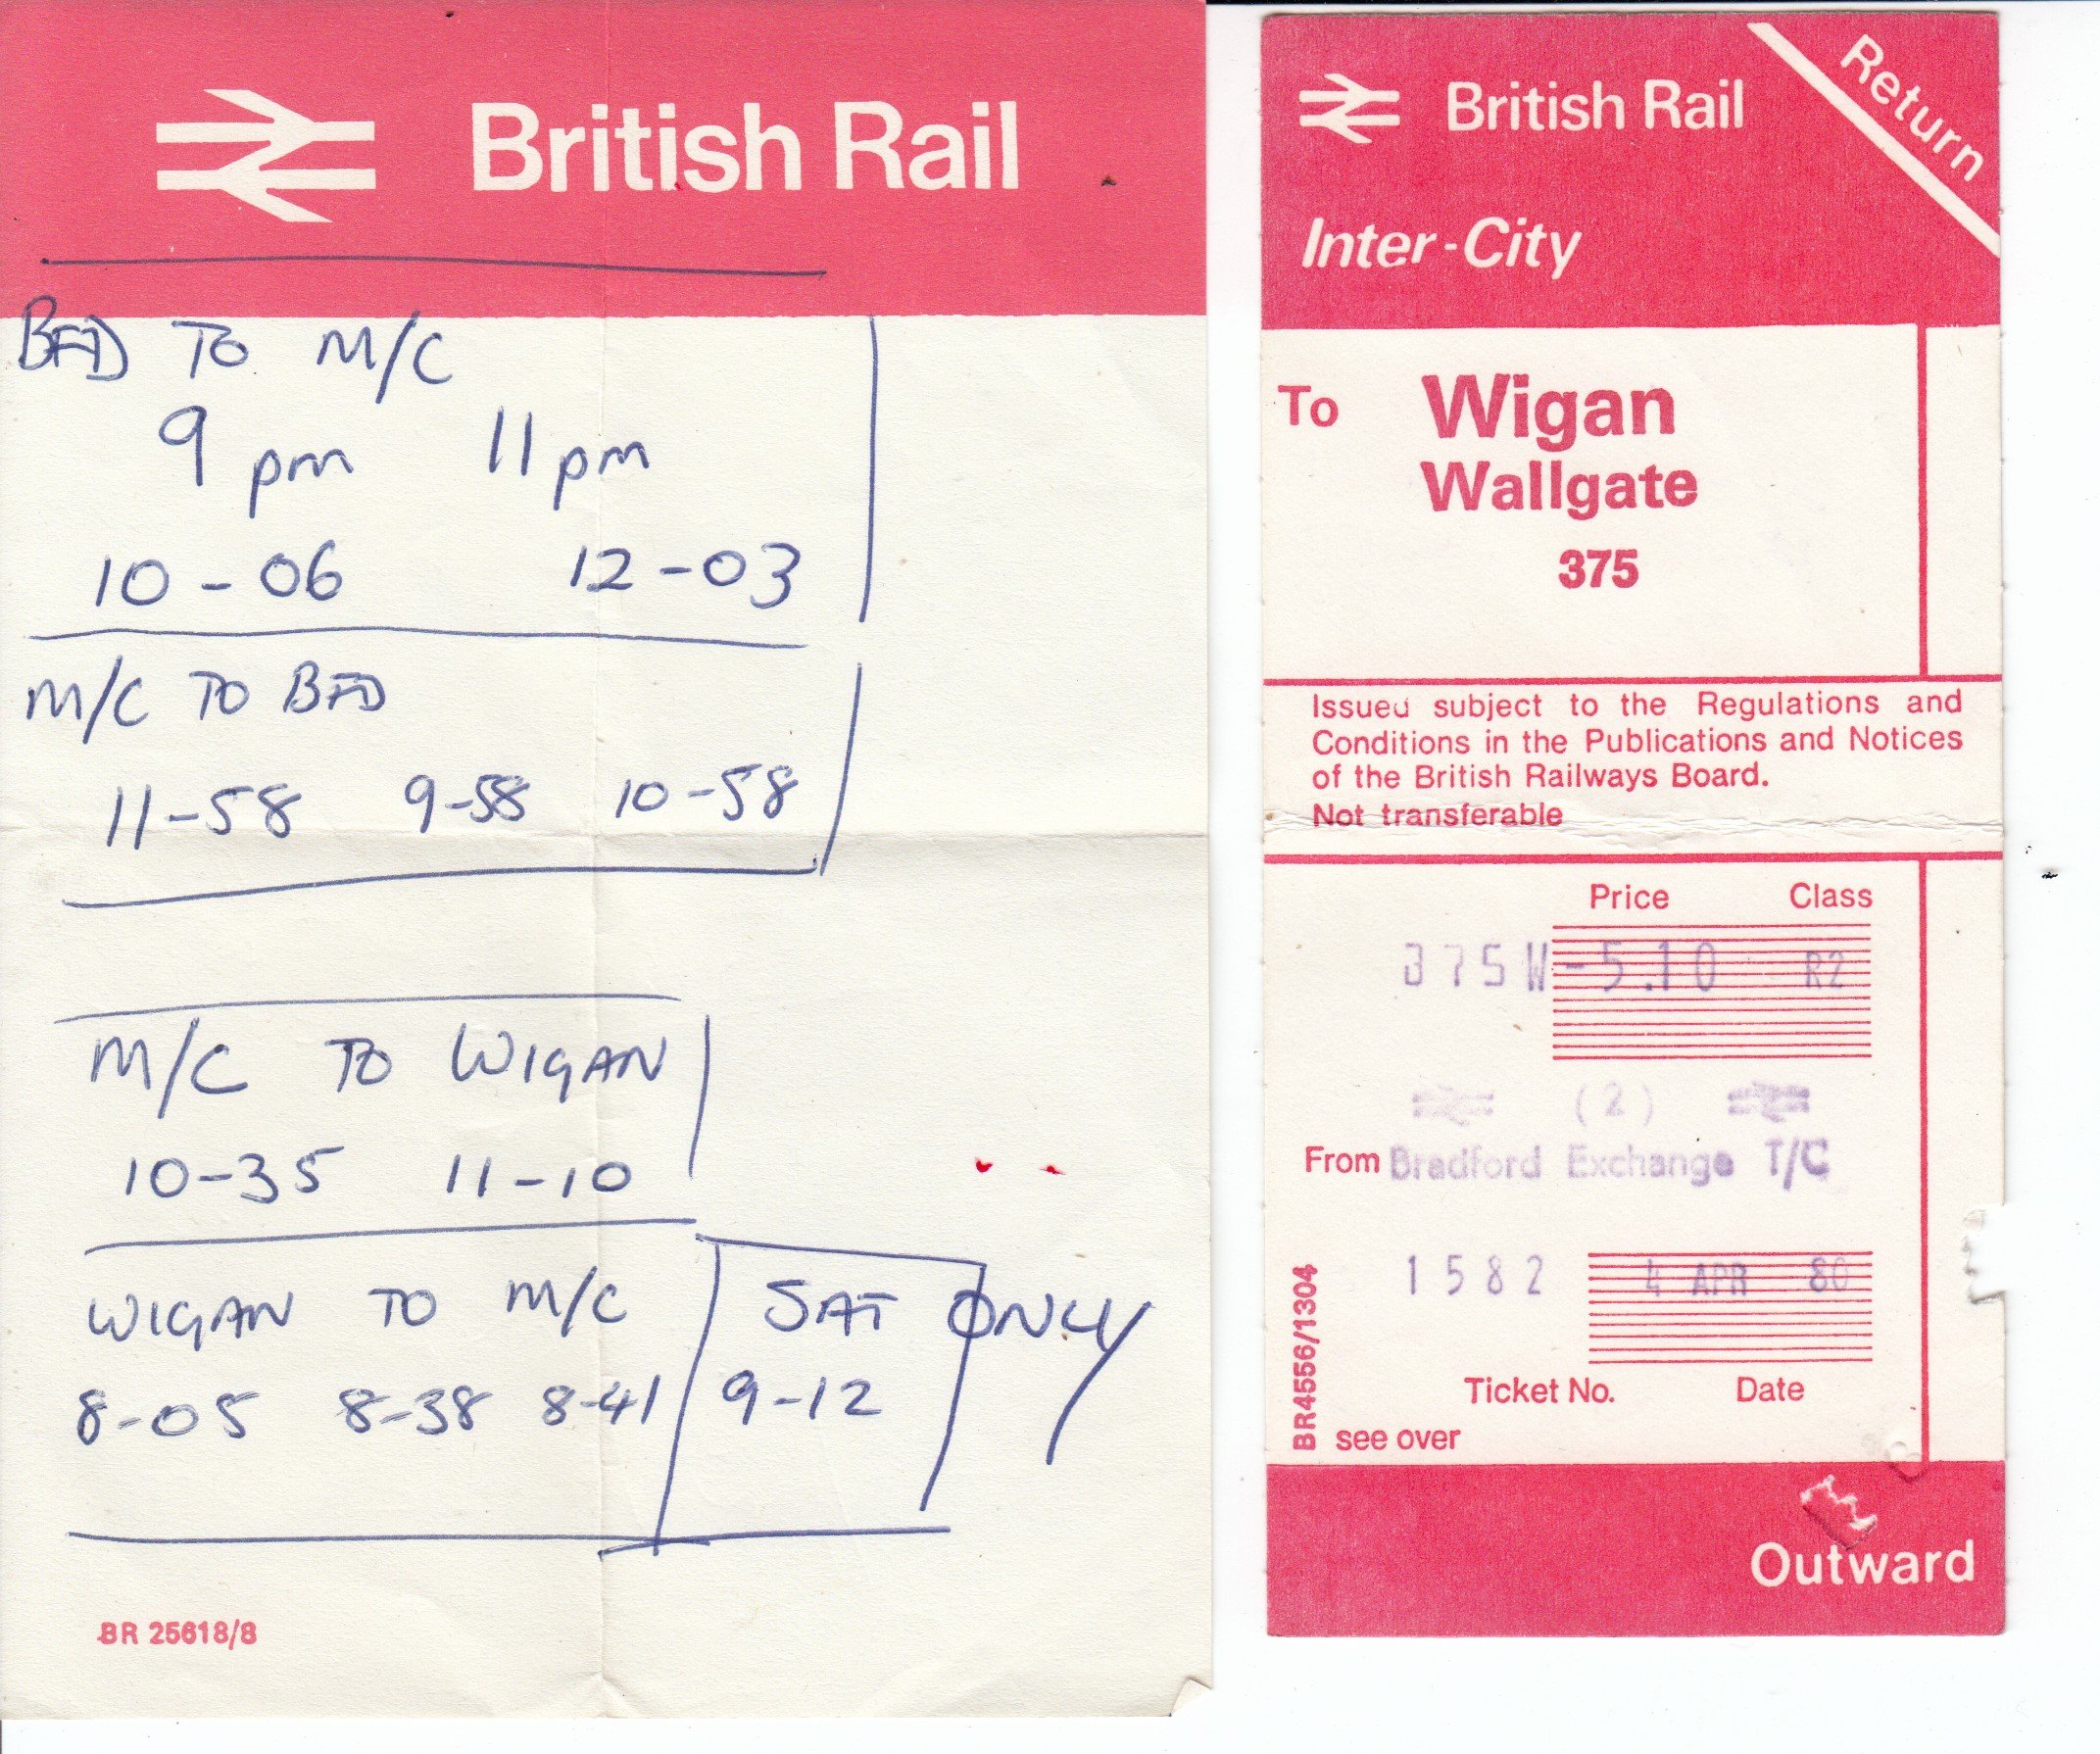 British Rail
BFD TO M/C
9 pm 11 pm
10-06 12-03
M/C TO BFD
11-58 9-58 10-58
M/C TO WIGAN
10-35 11-10
WIGAN TO M/C SAT ONLY
8-05 8-38 8-41 9-12
BR 25618/8
British Rail
Return
Inter-City
To Wigan
Wallgate
375
Issued subject to the Regulations and
Conditions in the Publications and Notices
of the British Railways Board.
Not transferable
Price Class
375W-5.10 R2
(2)
From Bradford Exchange T/C
1582 4 APR 80
Ticket No. Date
BR4556/1304
see over
Outward